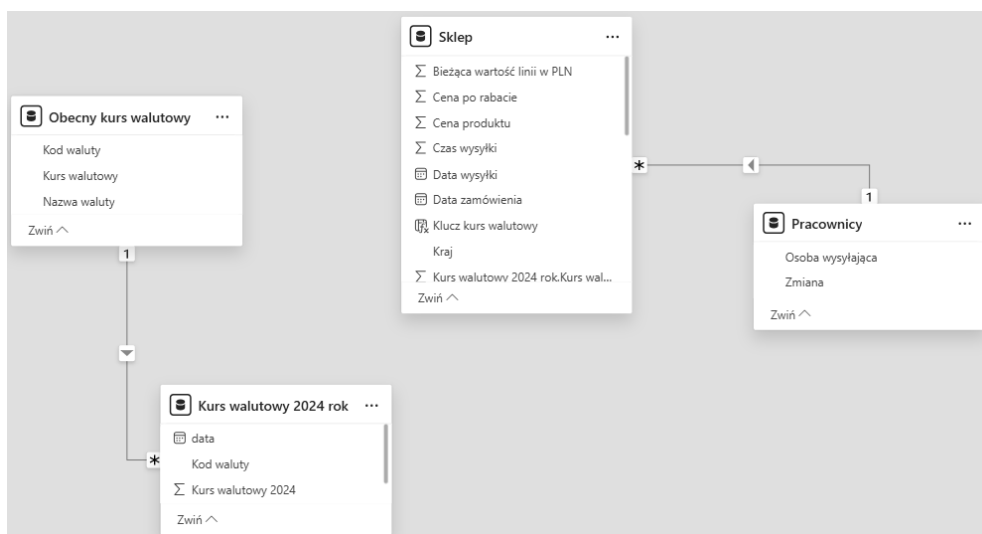 Sklep
Bieżąca wartość linii w PLN
Cena po rabacie
Cena produktu
Czas wysyłki
Data wysyłki
Data zamówienia
Klucz kurs walutowy
Kraj
Kurs walutowy 2024 rok.Kurs wal...
Zwiń
Obecny kurs walutowy
Kod waluty
Kurs walutowy
Nazwa waluty
Zwiń
1
*
1
Pracownicy
Osoba wysyłająca
Zmiana
Zwiń
*
Kurs walutowy 2024 rok
data
Kod waluty
Kurs walutowy 2024
Zwiń